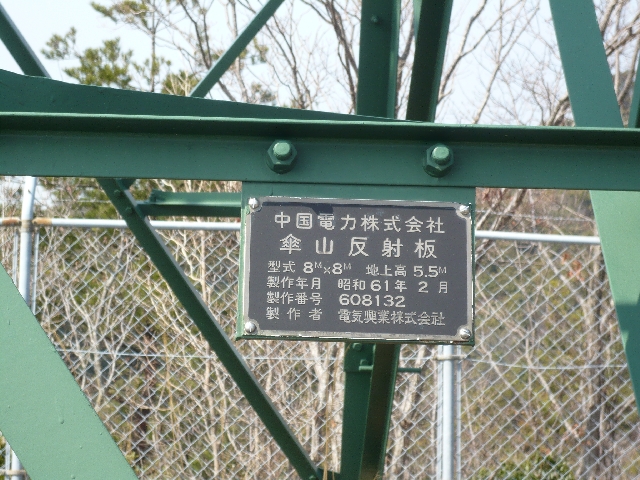 中国電力株式会社
傘山反射板
型式 8M×8M 地上高 5.5M
製作年月 昭和61年2月
製作番号 608132
製作者 電気興業株式会社